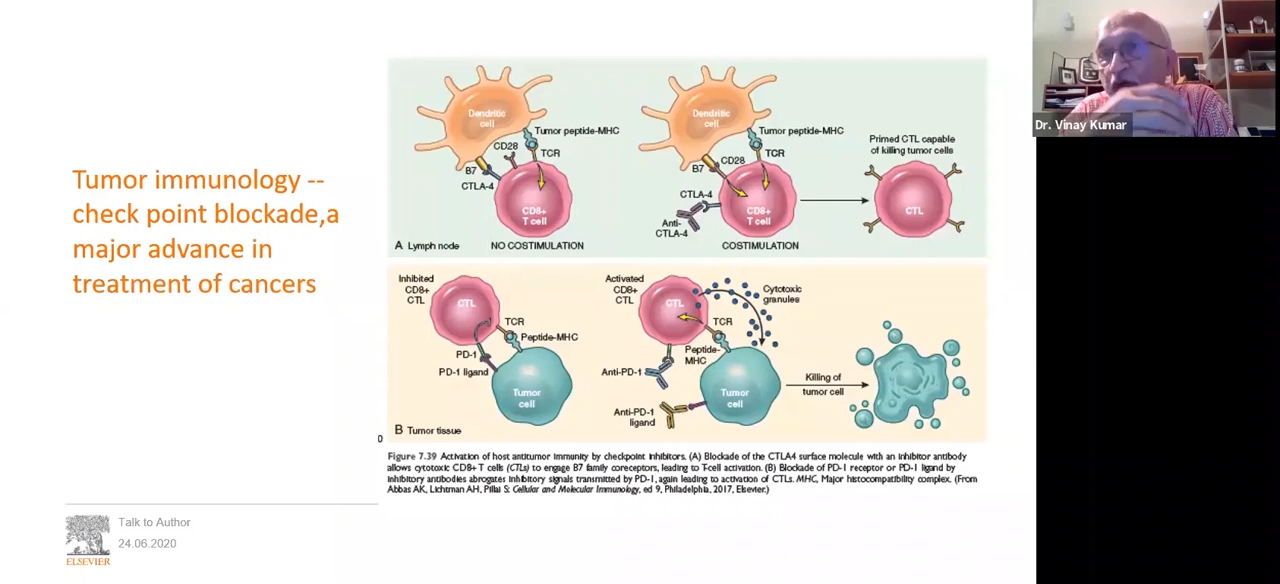 Tumor immunology --
check point blockade,a
major advance in
treatment of cancers
Dendritic
cell
Tumor peptide-MHC
CD28
TCR
B7
CTLA-4
CD8+
T cell
A Lymph node
NO COSTIMULATION
Dendritic
cell
Tumor peptide-MHC
CD28
TCR
B7
CTLA-4
Anti-
CTLA-4
CD8+
T cell
COSTIMULATION
Primed CTL capable
of killing tumor cells
CTL
Inhibited
CD8+
CTL
CTL
TCR
Peptide-MHC
PD-1
PD-1 ligand
Tumor
cell
B Tumor tissue
Activated
CD8+
CTL
CTL
Cytotoxic
granules
TCR
Peptide-
MHC
Anti-PD-1
Anti-PD-1
ligand
Tumor
cell
Killing of
tumor cell
0
Figure 7.39 Activation of host antitumor immunity by checkpoint inhibitors. (A) Blockade of the CTLA4 surface molecule with an inhibitor antibody
allows cytotoxic CD8+ T cells (CTLs) to engage B7 family coreceptors, leading to T-cell activation. (B) Blockade of PD-1 receptor or PD-1 ligand by
inhibitory antibodies abrogates inhibitory signals transmitted by PD-1, again leading to activation of CTLs. MHC, Major histocompatibility complex. (From
Abbas AK, Lichtman AH, Pillai S: Cellular and Molecular Immunology, ed 9, Philadelphia, 2017, Elsevier.)
Talk to Author
24.06.2020
ELSEVIER
Dr. Vinay Kumar